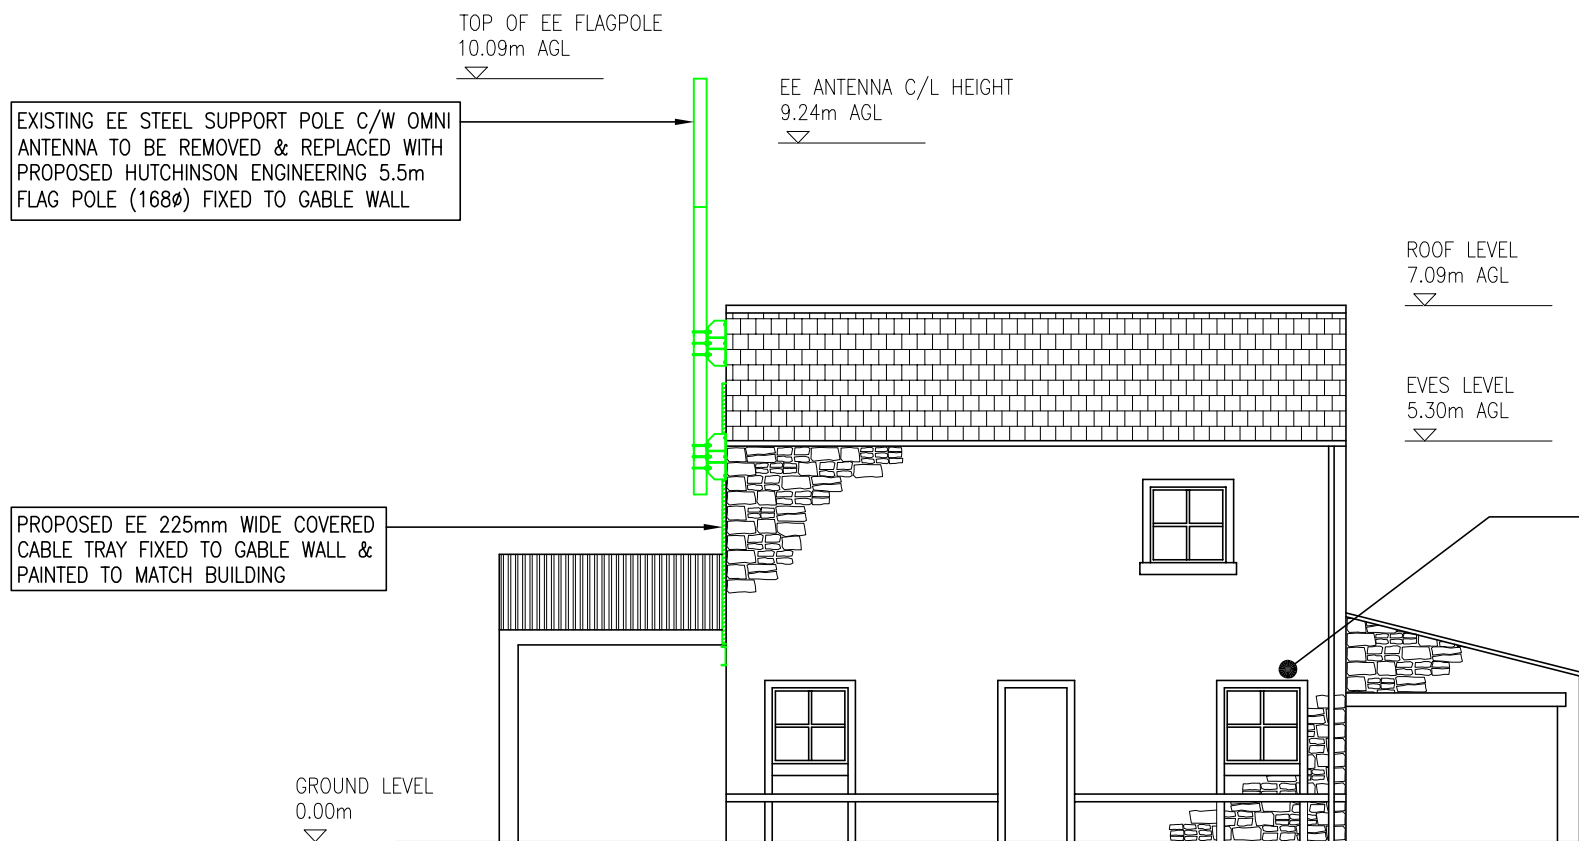 TOP OF EE FLAGPOLE
10.09m AGL
EE ANTENNA C/L HEIGHT
9.24m AGL
EXISTING EE STEEL SUPPORT POLE C/W OMNI
ANTENNA TO BE REMOVED & REPLACED WITH
PROPOSED HUTCHINSON ENGINEERING 5.5m
FLAG POLE (168ø) FIXED TO GABLE WALL
ROOF LEVEL
7.09m AGL
EVES LEVEL
5.30m AGL
PROPOSED EE 225mm WIDE COVERED
CABLE TRAY FIXED TO GABLE WALL &
PAINTED TO MATCH BUILDING
GROUND LEVEL
0.00m